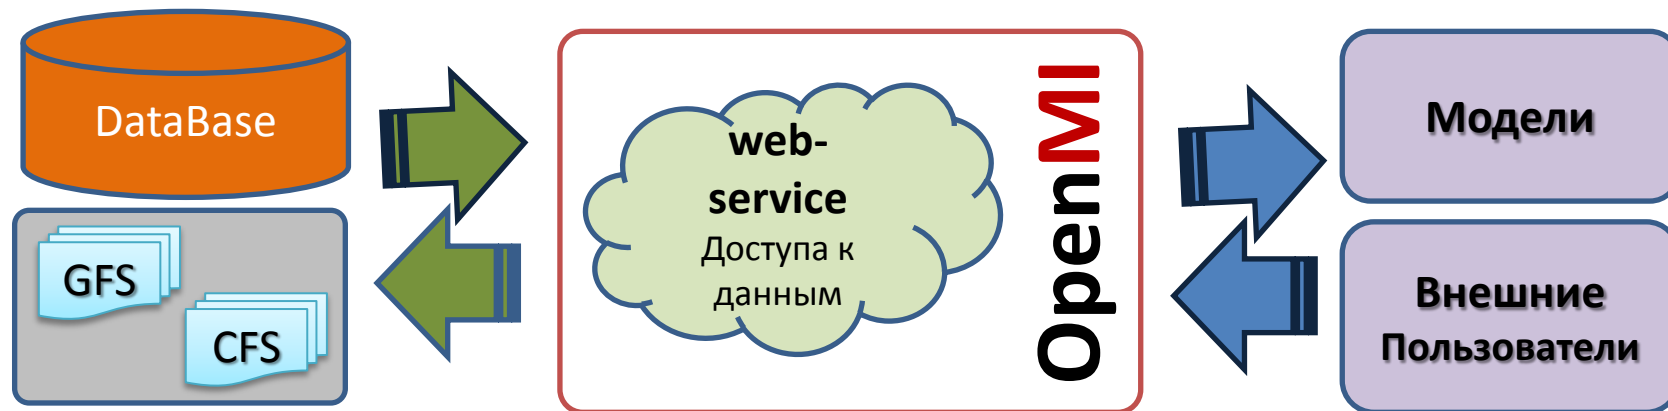 DataBase
GFS
CFS
web-
service
Доступа к
данным
OpenMI
Модели
Внешние
Пользователи